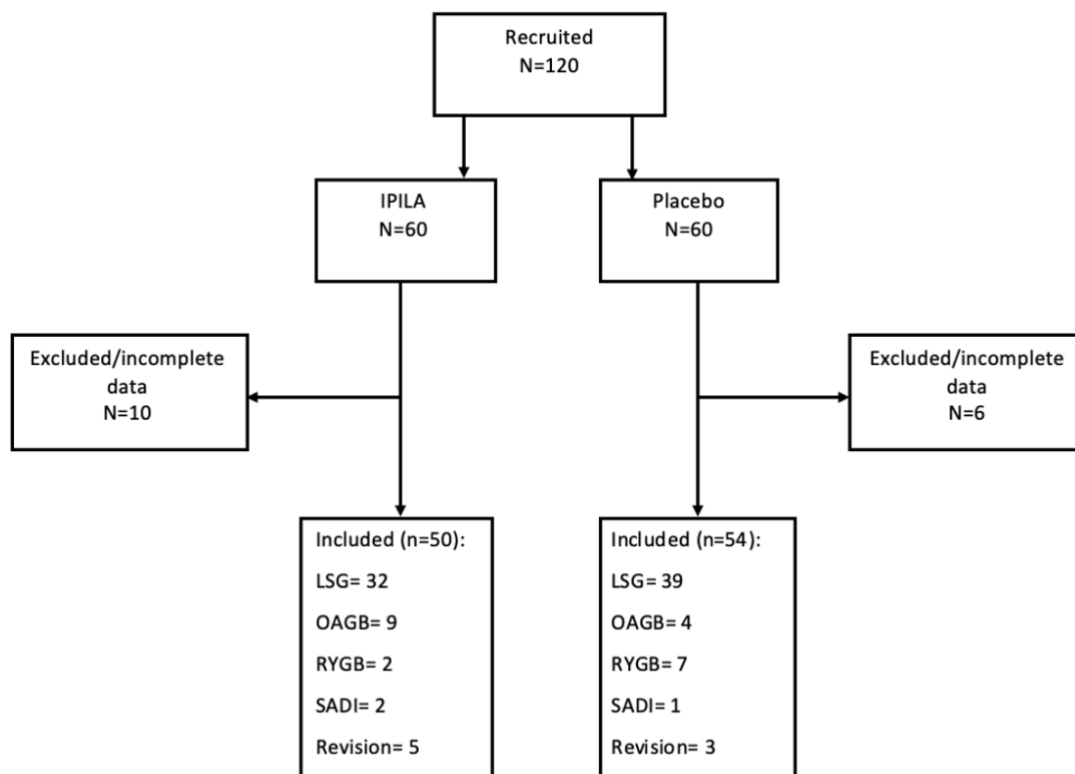 Recruited
N=120
IPILA
N=60
Placebo
N=60
Excluded/incomplete
data
N=10
Excluded/incomplete
data
N=6
Included (n=50):
LSG= 32
OAGB= 9
RYGB= 2
SADI= 2
Revision= 5
Included (n=54):
LSG= 39
OAGB= 4
RYGB= 7
SADI= 1
Revision= 3